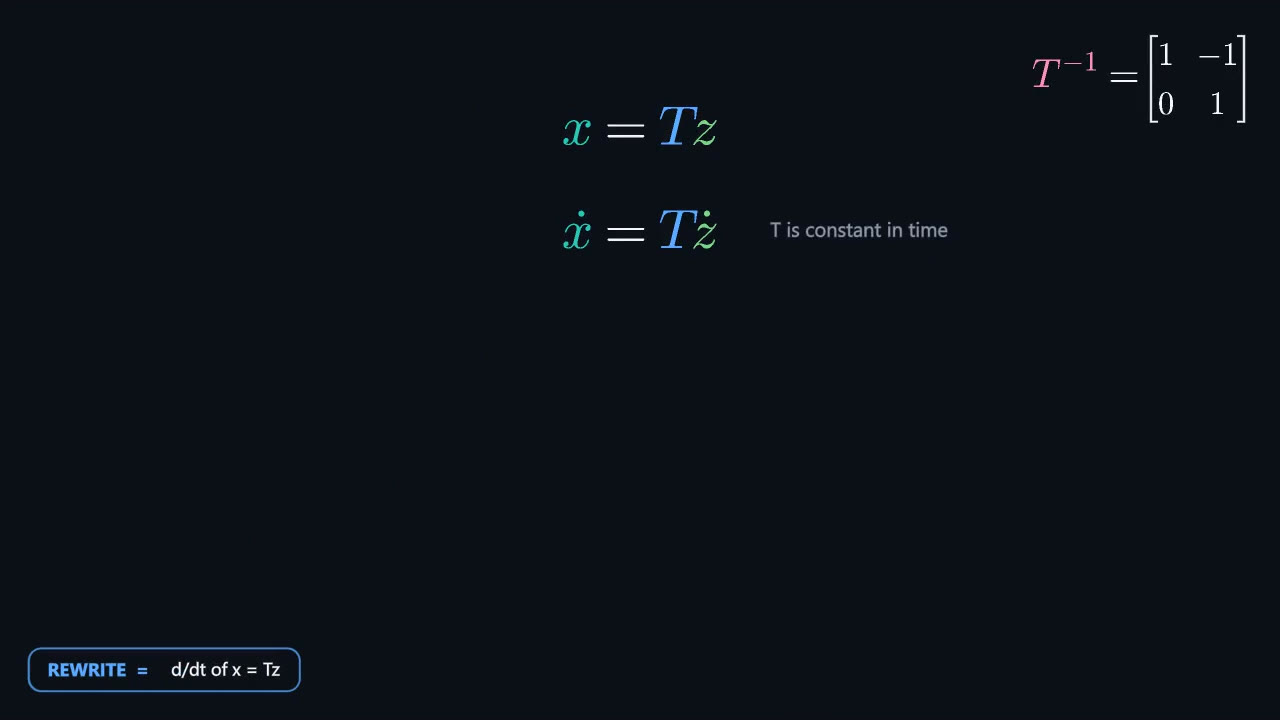 T⁻¹ = [1 −1
0 1]
x = Tz
ẋ = Tż T is constant in time
REWRITE = d/dt of x = Tz